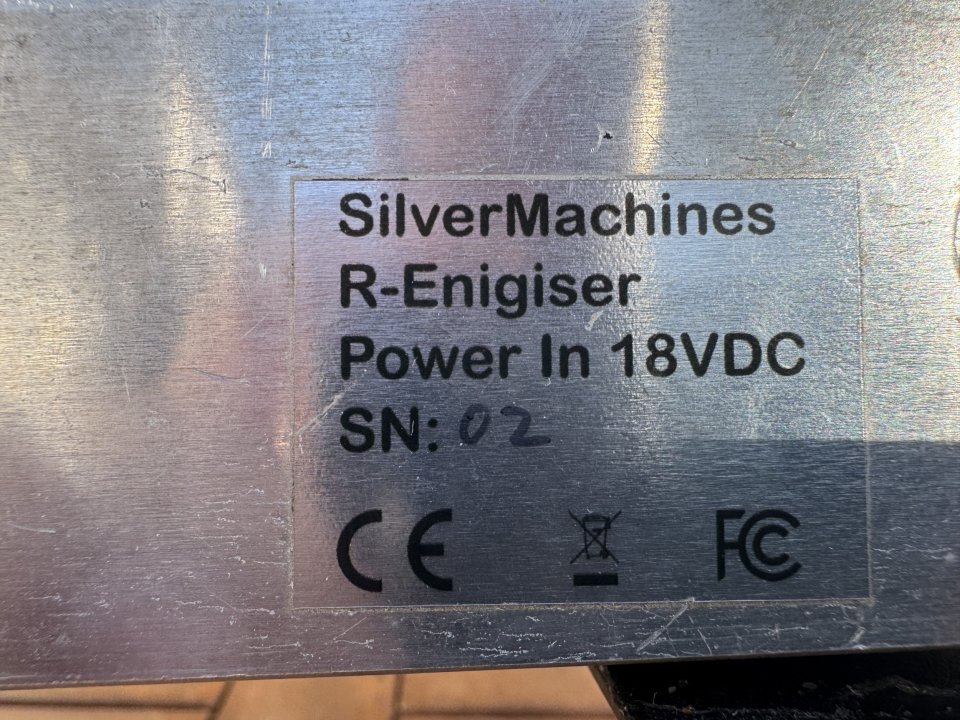 SilverMachines
R-Enigiser
Power In 18VDC
SN: 02
CE FC